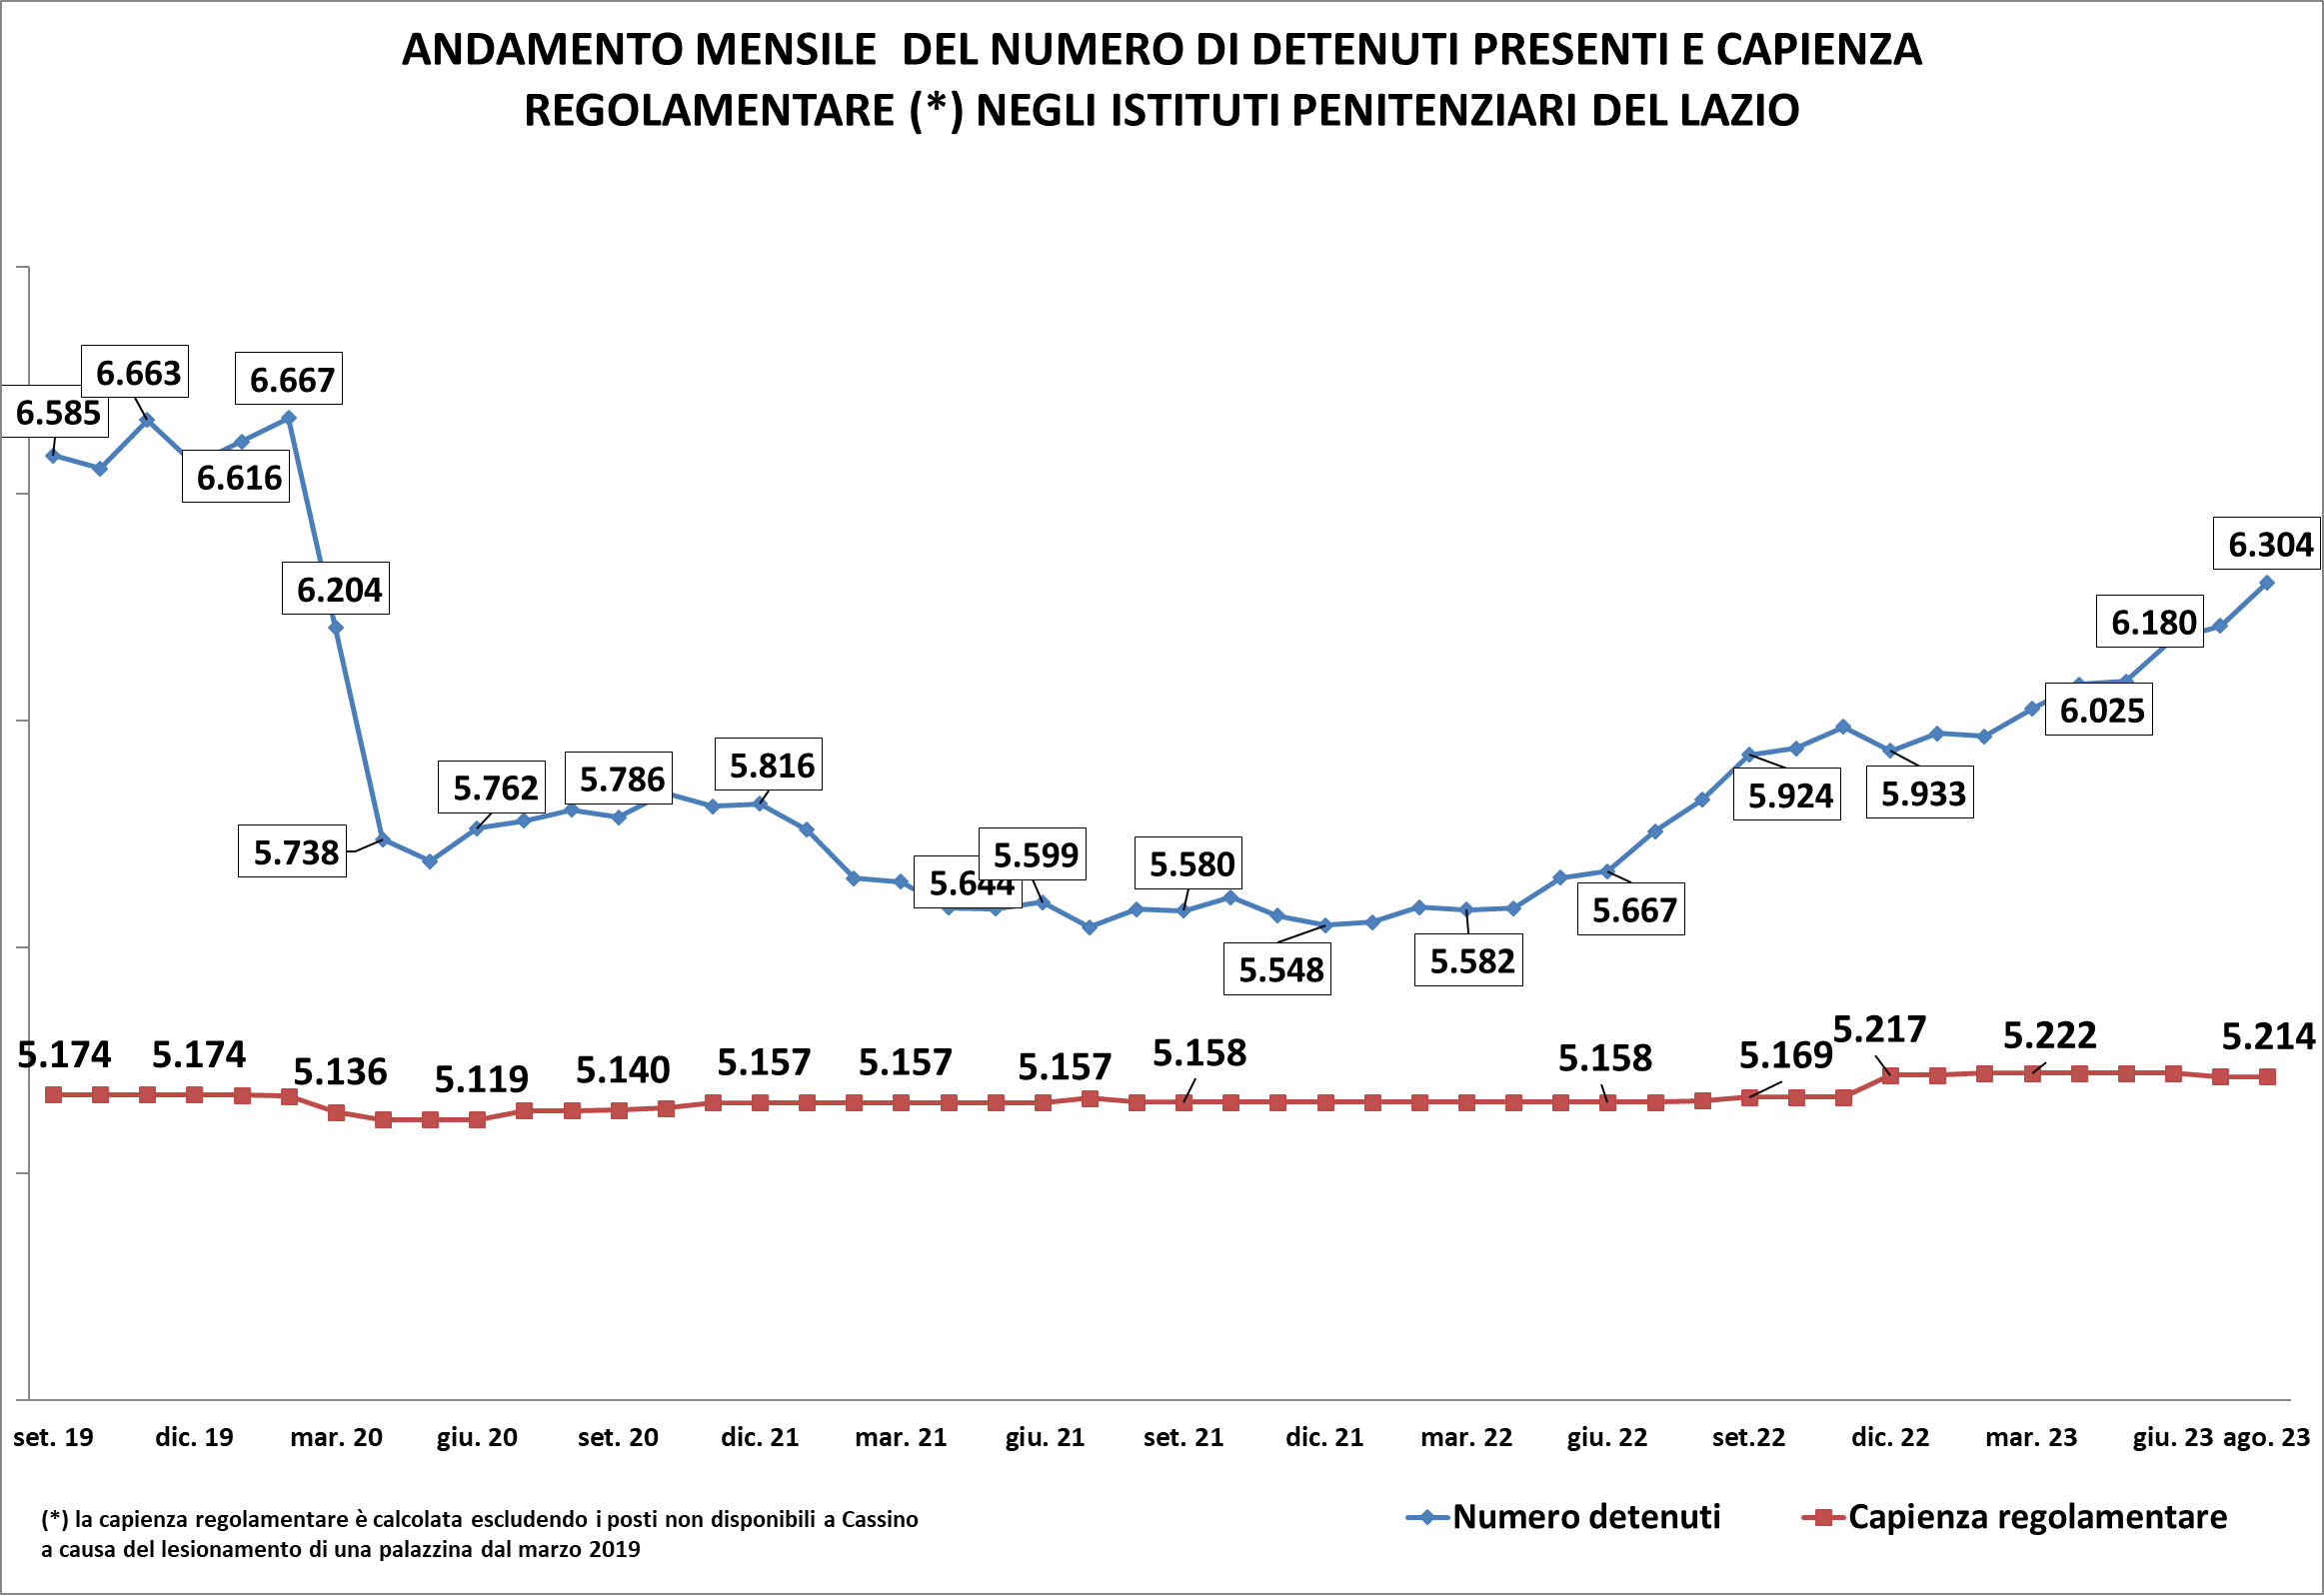 ANDAMENTO MENSILE DEL NUMERO DI DETENUTI PRESENTI E CAPIENZA
REGOLAMENTARE (*) NEGLI ISTITUTI PENITENZIARI DEL LAZIO
6.663
6.667
6.585
6.616
6.304
6.204
6.180
6.025
5.816
5.762
5.786
5.924
5.933
5.738
5.644
5.599
5.580
5.667
5.548
5.582
5.174
5.174
5.136
5.119
5.140
5.157
5.157
5.157
5.158
5.158
5.169
5.217
5.222
5.214
set. 19
dic. 19
mar. 20
giu. 20
set. 20
dic. 21
mar. 21
giu. 21
set. 21
dic. 21
mar. 22
giu. 22
set.22
dic. 22
mar. 23
giu. 23
ago. 23
Numero detenuti
Capienza regolamentare
(*) la capienza regolamentare è calcolata escludendo i posti non disponibili a Cassino
a causa del lesionamento di una palazzina dal marzo 2019